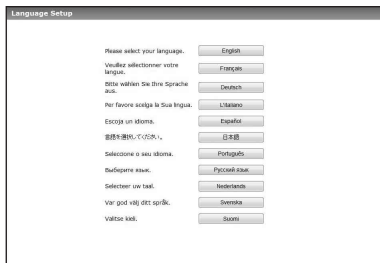 Language Setup
Please select your language. English
Veuillez sélectionner votre
langue. Français
Bitte wählen Sie Ihre Sprache
aus. Deutsch
Per favore scelga la Sua lingua. L'italiano
Escoja un idioma. Español
言語を選択してください。 日本語
Seleccione o seu idioma. Português
Выберите язык. Русский язык
Selecteer uw taal. Nederlands
Var god välj ditt språk. Svenska
Valitse kieli. Suomi